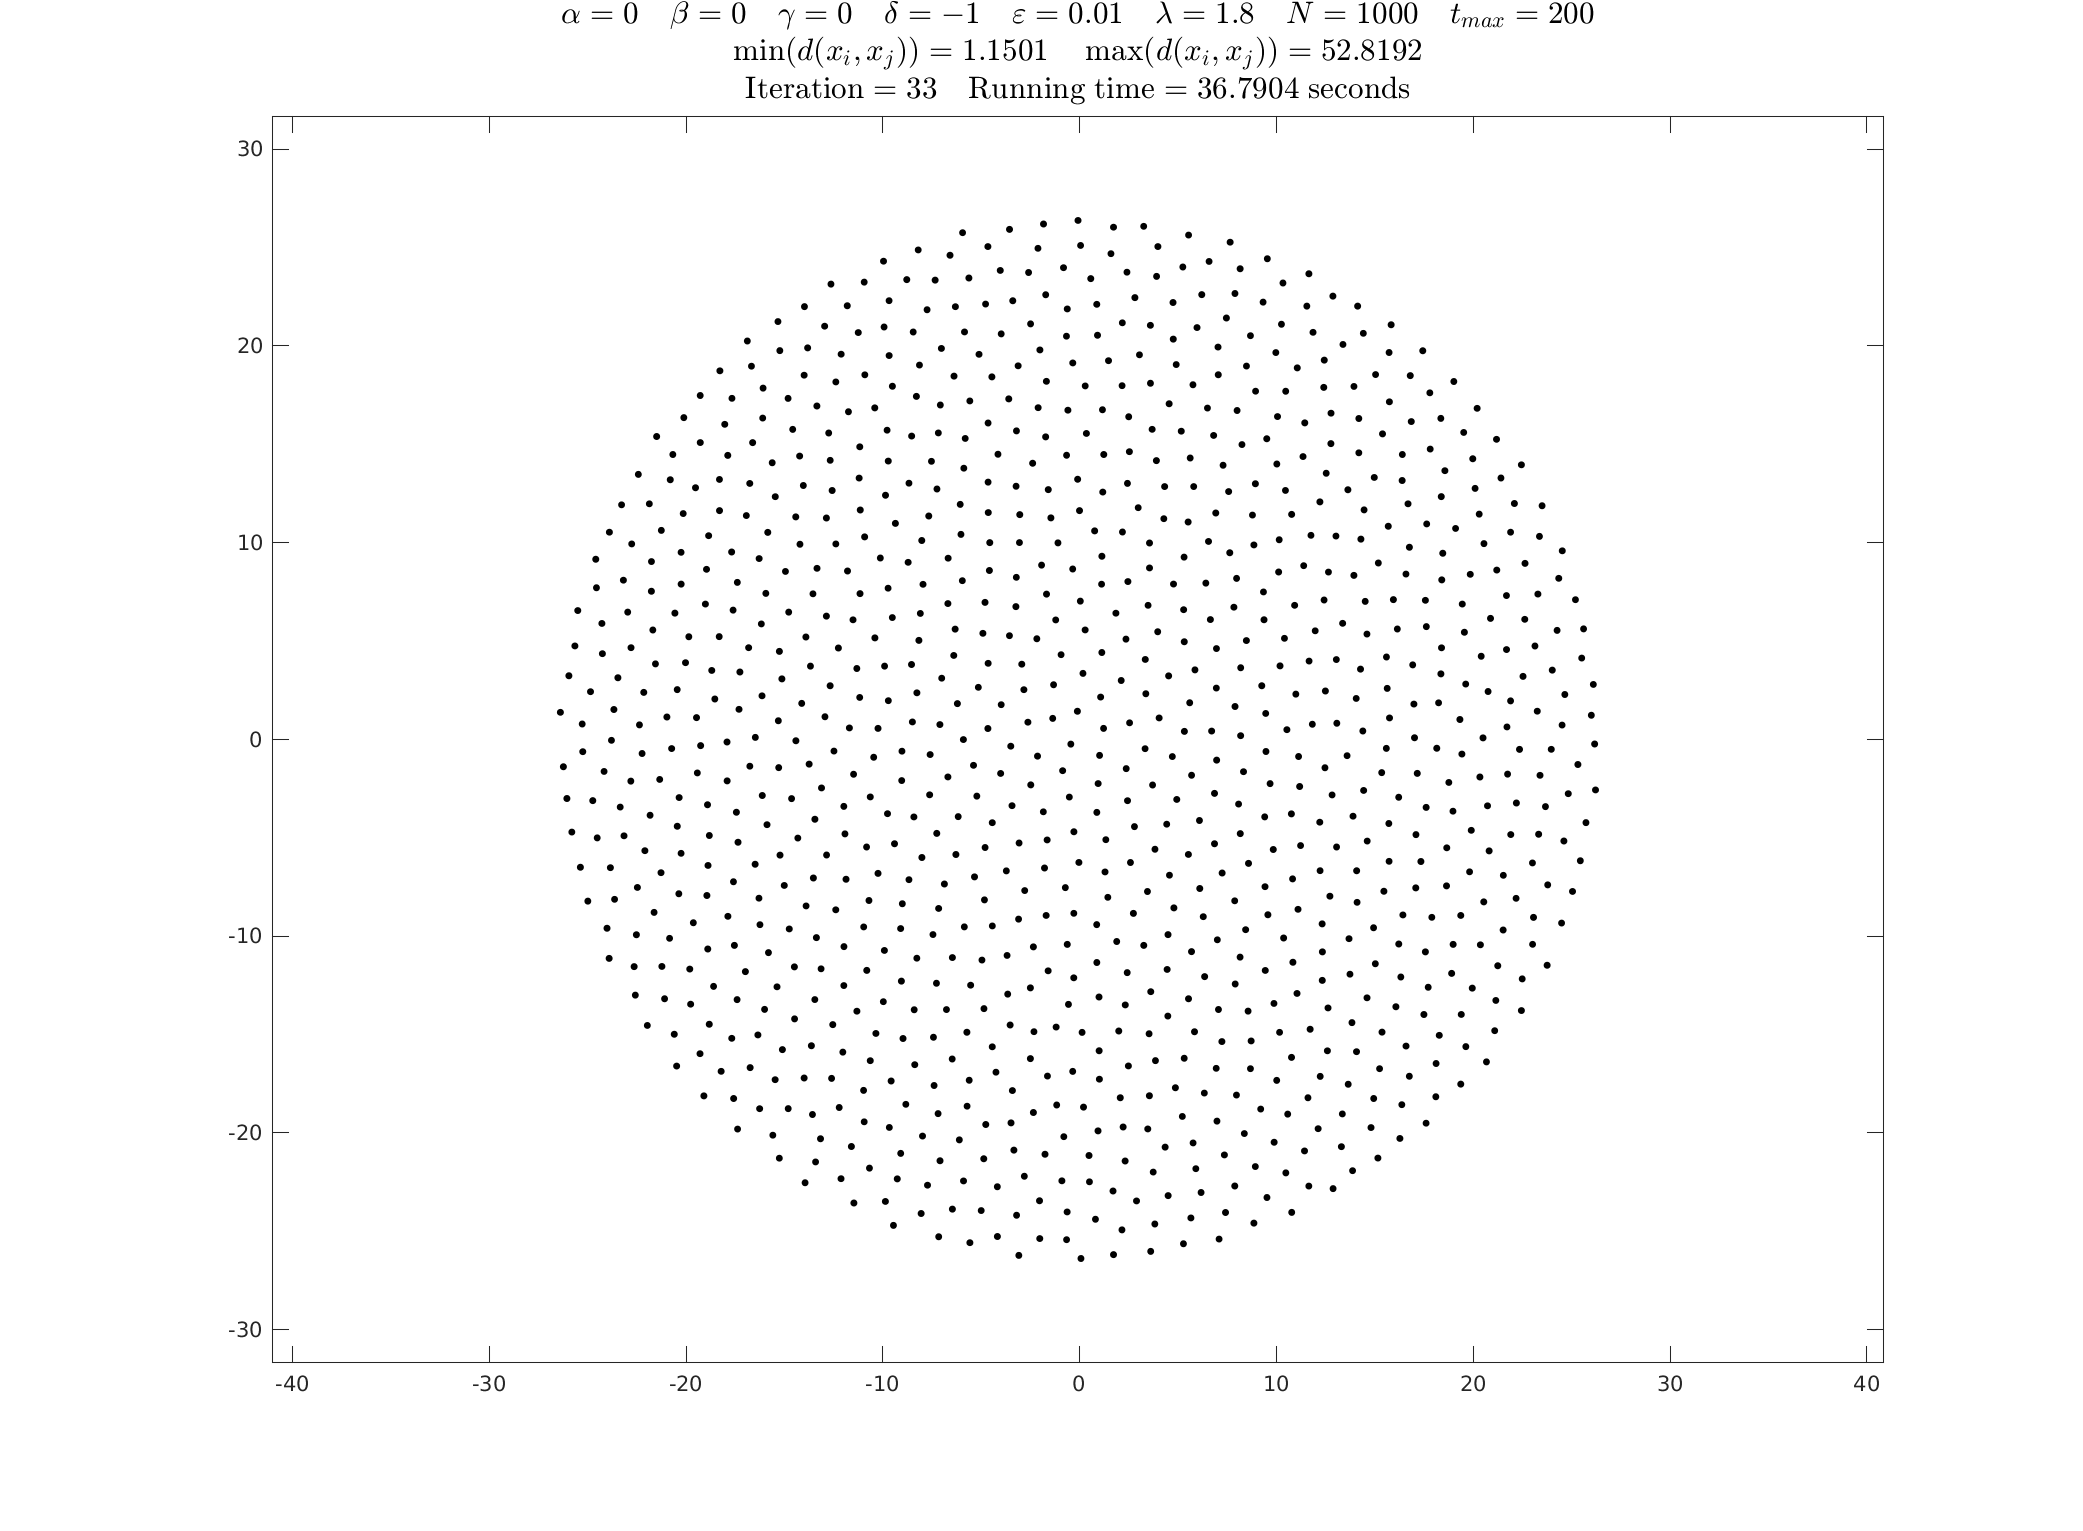 α = 0 β = 0 γ = 0 δ = −1 ε = 0.01 λ = 1.8 N = 1000 t_max = 200
min(d(x_i, x_j)) = 1.1501 max(d(x_i, x_j)) = 52.8192
Iteration = 33 Running time = 36.7904 seconds
30
20
10
0
-10
-20
-30
-40 -30 -20 -10 0 10 20 30 40